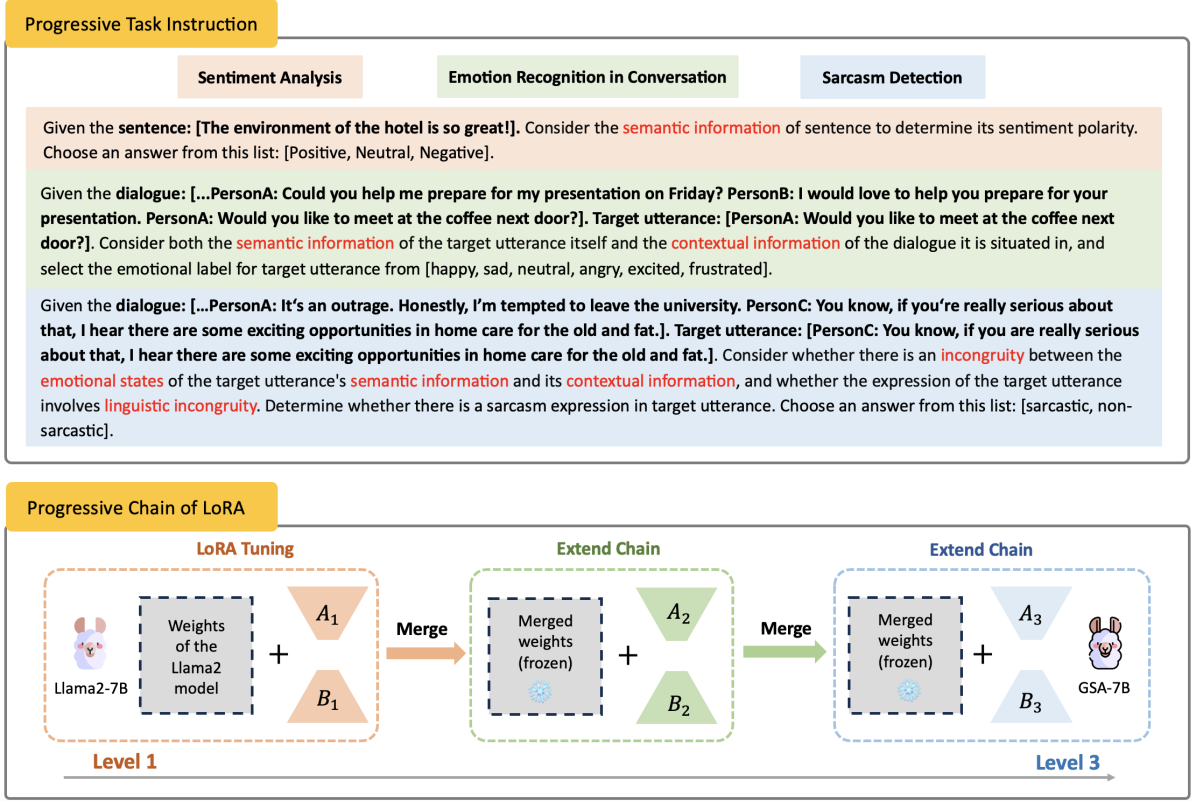 Progressive Task Instruction
Sentiment Analysis
Emotion Recognition in Conversation
Sarcasm Detection
Given the sentence: [The environment of the hotel is so great!]. Consider the semantic information of sentence to determine its sentiment polarity.
Choose an answer from this list: [Positive, Neutral, Negative].
Given the dialogue: [...PersonA: Could you help me prepare for my presentation on Friday? PersonB: I would love to help you prepare for your
presentation. PersonA: Would you like to meet at the coffee next door?]. Target utterance: [PersonA: Would you like to meet at the coffee next
door?]. Consider both the semantic information of the target utterance itself and the contextual information of the dialogue it is situated in, and
select the emotional label for target utterance from [happy, sad, neutral, angry, excited, frustrated].
Given the dialogue: [...PersonA: It‘s an outrage. Honestly, I’m tempted to leave the university. PersonC: You know, if you‘re really serious about
that, I hear there are some exciting opportunities in home care for the old and fat.]. Target utterance: [PersonC: You know, if you are really serious
about that, I hear there are some exciting opportunities in home care for the old and fat.]. Consider whether there is an incongruity between the
emotional states of the target utterance's semantic information and its contextual information, and whether the expression of the target utterance
involves linguistic incongruity. Determine whether there is a sarcasm expression in target utterance. Choose an answer from this list: [sarcastic, non-
sarcastic].
Progressive Chain of LoRA
LoRA Tuning
Extend Chain
Extend Chain
Llama2-7B
Weights
of the
Llama2
model
+
A1
B1
Merge
Merged
weights
(frozen)
+
A2
B2
Merge
Merged
weights
(frozen)
+
A3
B3
GSA-7B
Level 1
Level 3